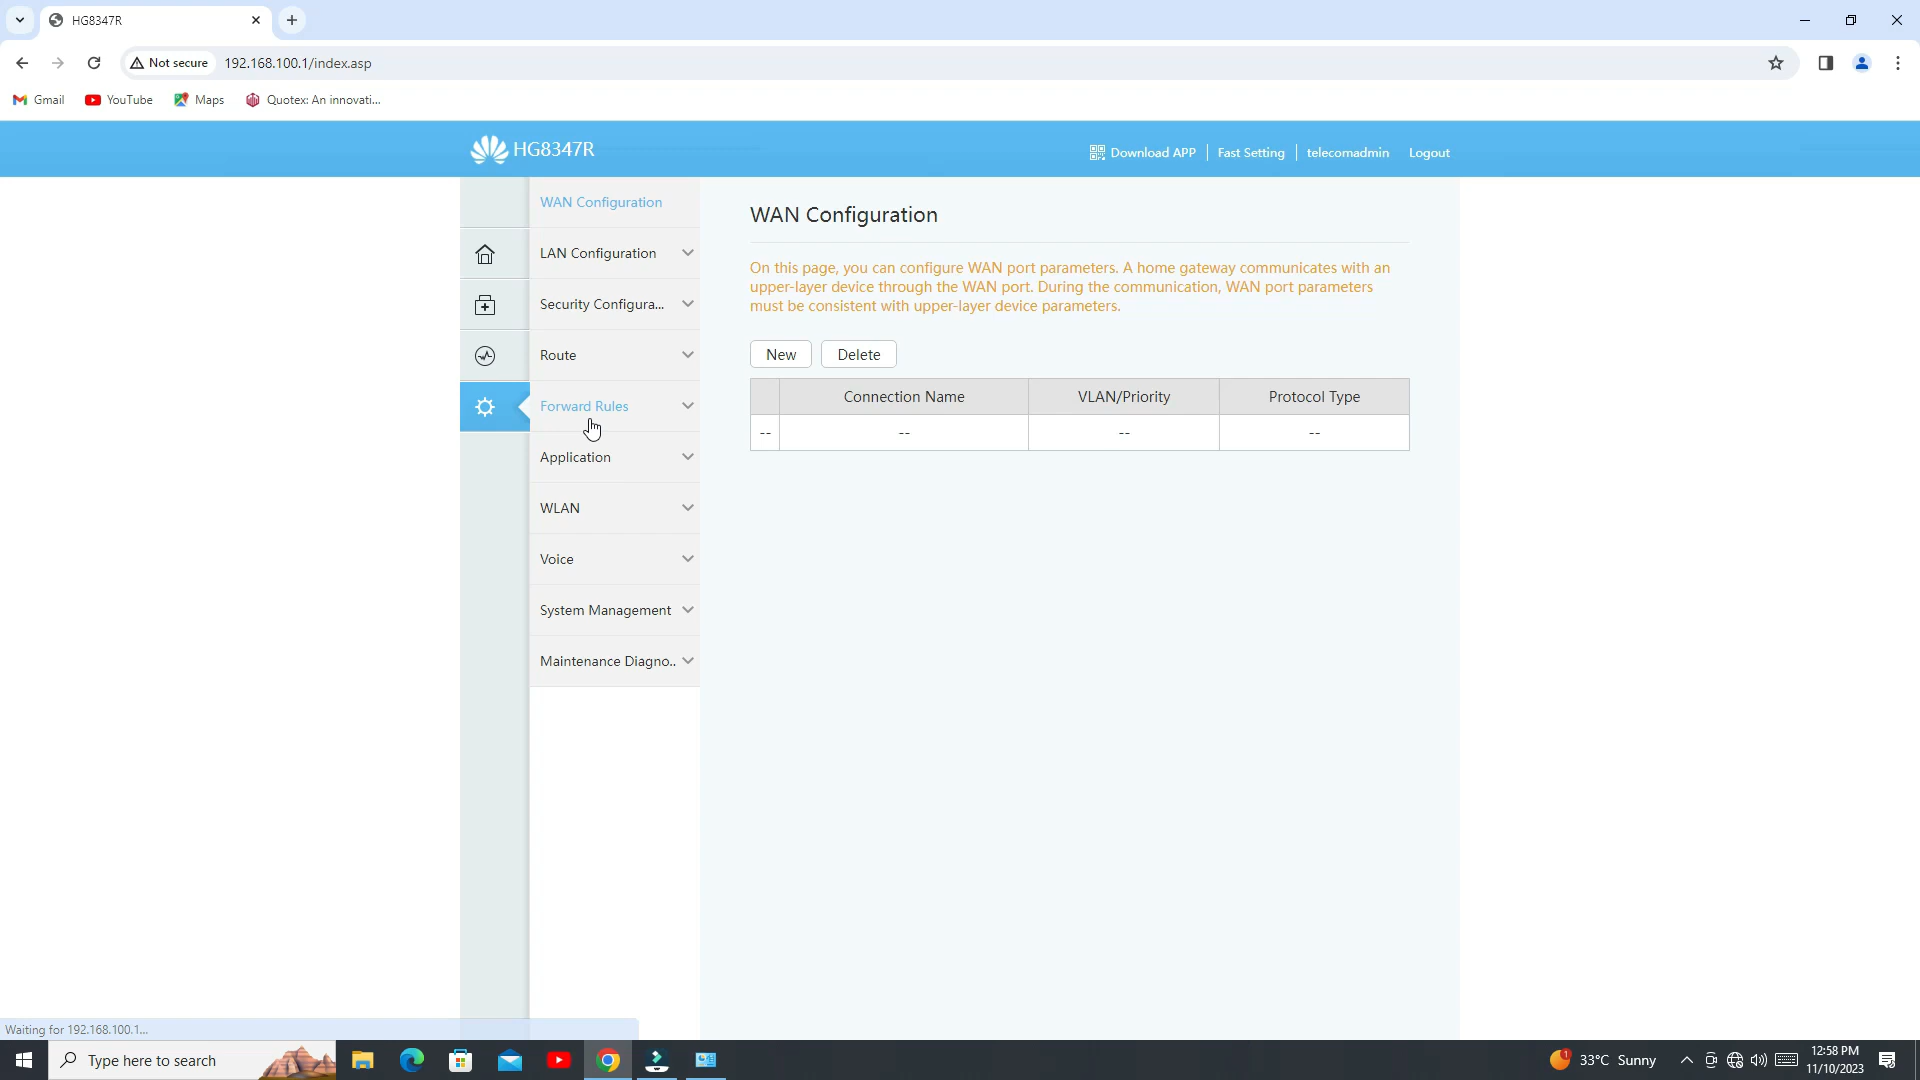 HG8347R
Not secure
192.168.100.1/index.asp
Gmail
YouTube
Maps
Quotex: An innovati...
HG8347R
Download APP
Fast Setting
telecomadmin
Logout
WAN Configuration
LAN Configuration
Security Configura...
Route
Forward Rules
Application
WLAN
Voice
System Management
Maintenance Diagno..
WAN Configuration
On this page, you can configure WAN port parameters. A home gateway communicates with an
upper-layer device through the WAN port. During the communication, WAN port parameters
must be consistent with upper-layer device parameters.
New
Delete
Connection Name
VLAN/Priority
Protocol Type
--
--
--
--
Waiting for 192.168.100.1...
Type here to search
1
33°C Sunny
12:58 PM
11/10/2023